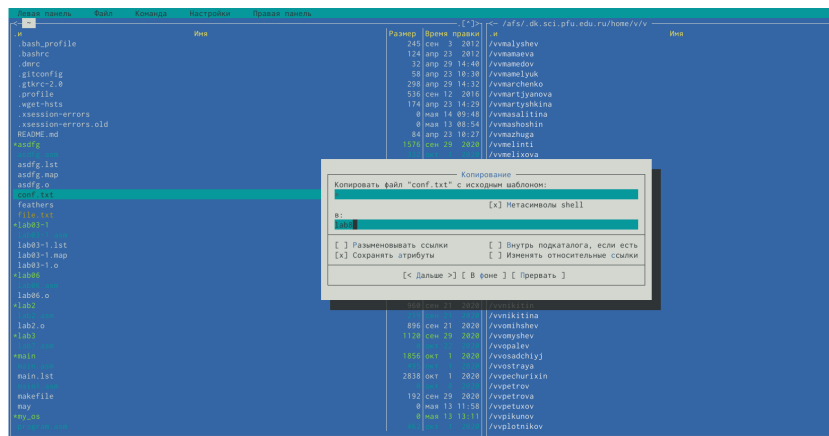 Левая панель Файл Команда Настройки Правая панель
<- ~ .[^]> <- /afs/.dk.sci.pfu.edu.ru/home/v/v
.и Имя Размер Время правки .и Имя
.bash_profile 245 сен 3 2012 /vvmalyshev
.bashrc 124 апр 23 2012 /vvmamaeva
.dmrc 32 апр 29 14:40 /vvmamedov
.gitconfig 58 апр 23 10:30 /vvmamelyuk
.gtkrc-2.0 298 апр 29 14:32 /vvmarchenko
.profile 536 сен 12 2016 /vvmartjyanova
.wget-hsts 174 апр 23 14:29 /vvmartyshkina
.xsession-errors 0 мая 14 09:48 /vvmasalitina
.xsession-errors.old 0 мая 13 08:54 /vvmashoshin
README.md 84 апр 23 10:27 /vvmazhuga
*asdfg 1576 сен 29 2020 /vvmelinti
/vvmelixova
asdfg.lst
asdfg.map
asdfg.o
conf.txt
feathers
file.txt
*lab03-1
lab03-1.lst
lab03-1.map
lab03-1.o
*lab06
lab06.o
Копирование
Копировать файл "conf.txt" с исходным шаблоном:
*
[x] Метасимволы shell
в:
lab8
[ ] Разыменовывать ссылки [ ] Внутрь подкаталога, если есть
[x] Сохранять атрибуты [ ] Изменять относительные ссылки
[< Дальше >] [ В фоне ] [ Прервать ]
*lab2 960 сен 21 2020 /vvnikitin
/vvnikitina
lab2.o 896 сен 21 2020 /vvomihshev
*lab3 1120 сен 29 2020 /vvomyshev
/vvopalev
*main 1856 окт 1 2020 /vvosadchiyj
/vvostraya
main.lst 2838 окт 1 2020 /vvpechurixin
/vvpetrov
makefile 192 сен 29 2020 /vvpetrova
may 0 мая 13 11:58 /vvpetuxov
*my_os 0 мая 13 13:11 /vvpikunov
/vvplotnikov